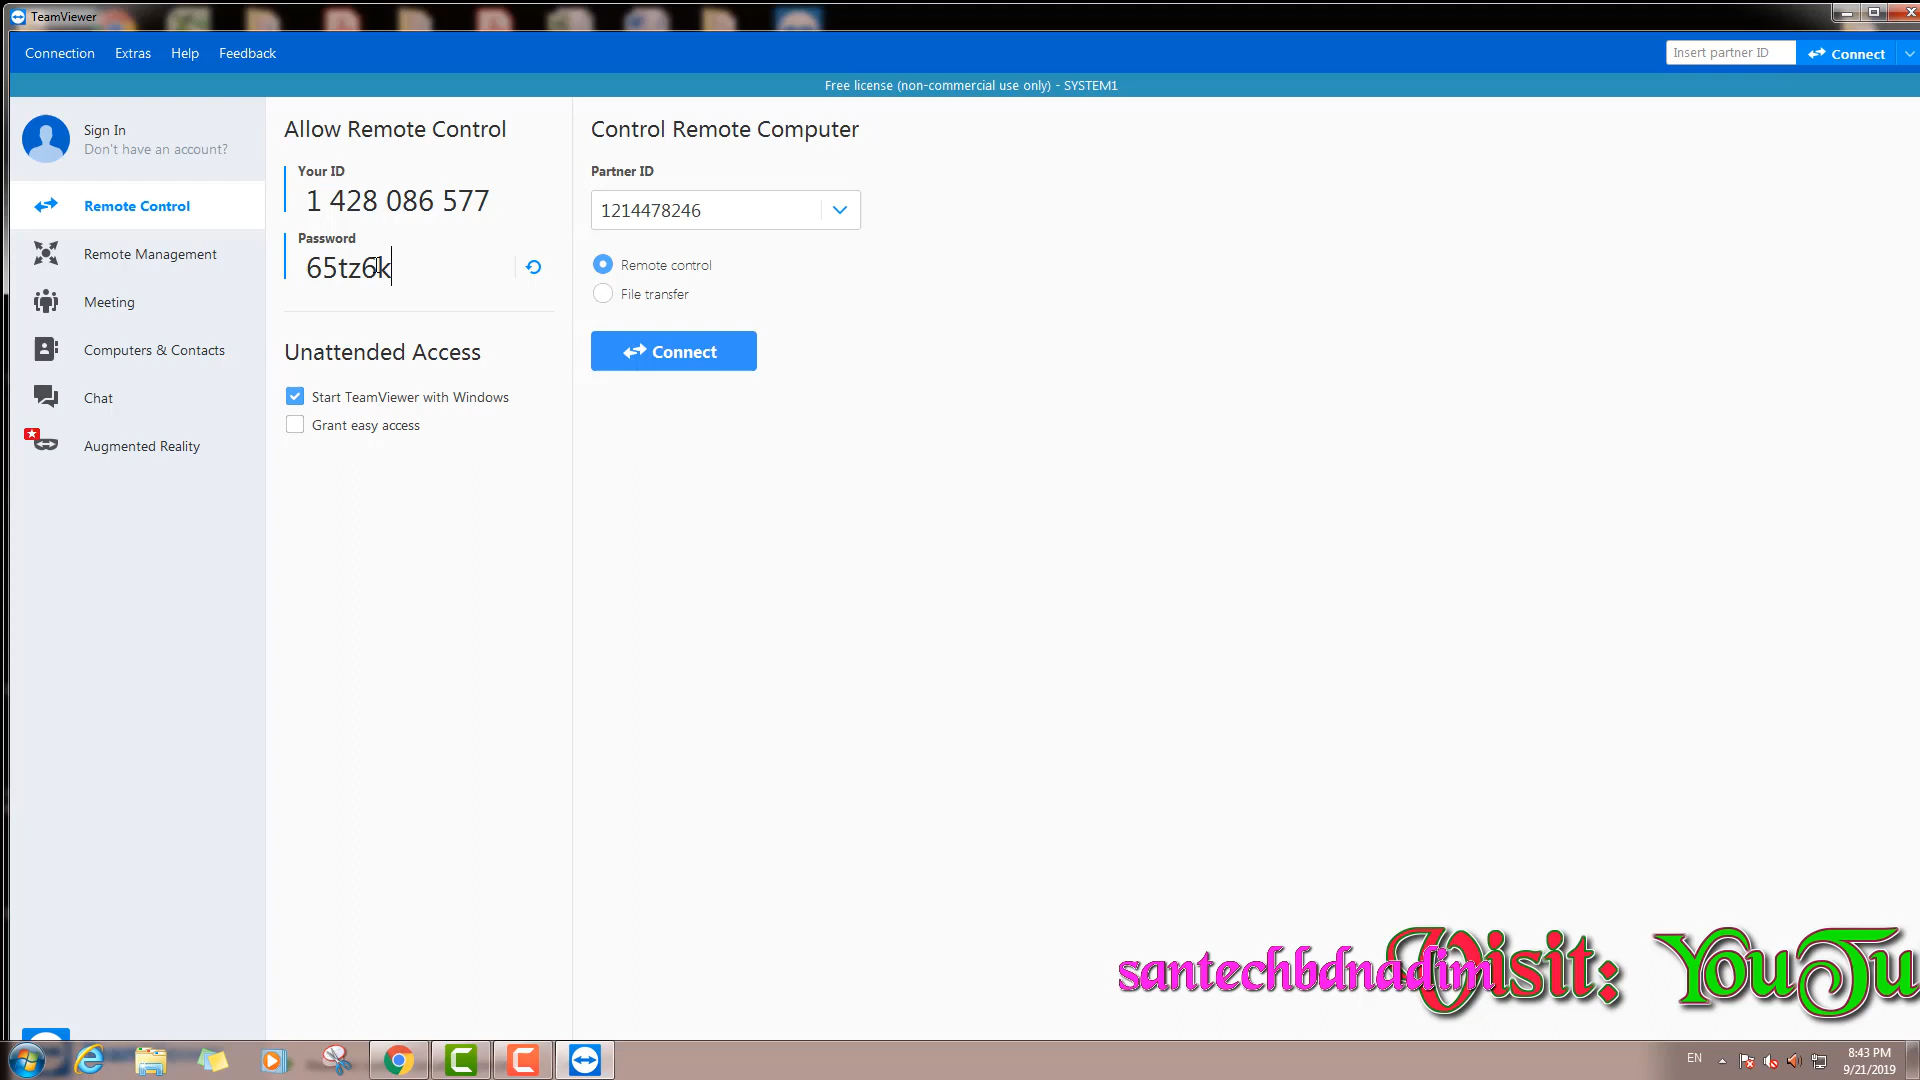 TeamViewer
Connection Extras Help Feedback
Insert partner ID
Connect
Free license (non-commercial use only) - SYSTEM1
Sign In
Don't have an account?
Remote Control
Remote Management
Meeting
Computers & Contacts
Chat
Augmented Reality
Allow Remote Control
Your ID
1 428 086 577
Password
65tz6k
Unattended Access
Start TeamViewer with Windows
Grant easy access
Control Remote Computer
Partner ID
1214478246
Remote control
File transfer
Connect
santechbdnadim
Visit: YouTu
EN
8:43 PM
9/21/2019